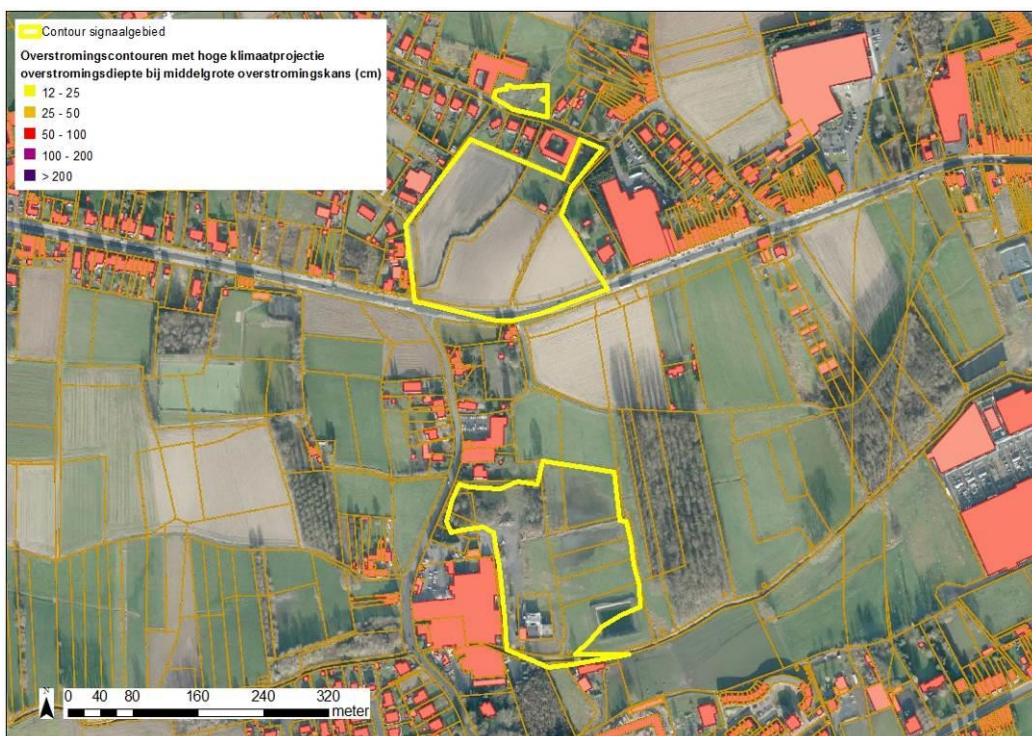 Contour signaalgebied
Overstromingscontouren met hoge klimaatprojectie
overstromingsdiepte bij middelgrote overstromingskans (cm)
12 - 25
25 - 50
50 - 100
100 - 200
> 200
N
0 40 80 160 240 320
meter